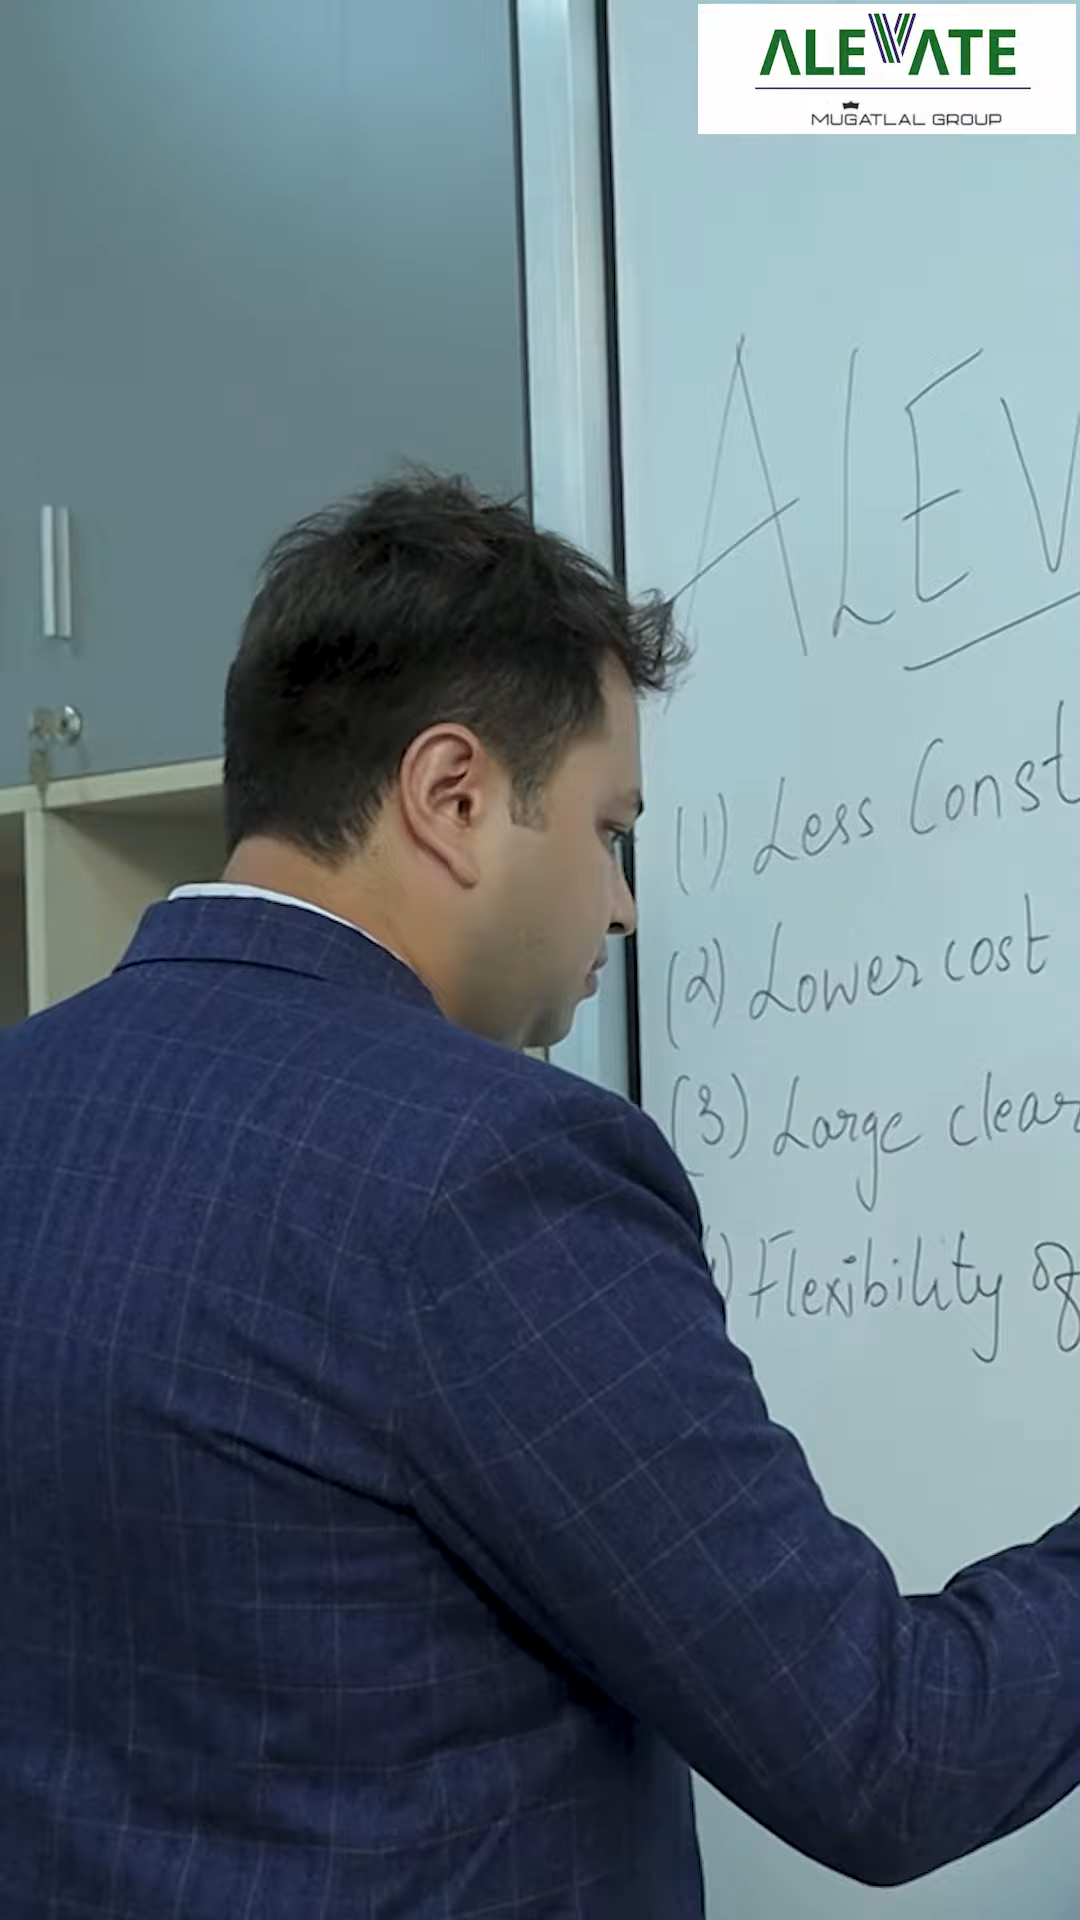 ALEVATE
MUGATLAL GROUP
ALEV
(1) Less Const
(2) Lower cost
(3) Large clear
) Flexibility of